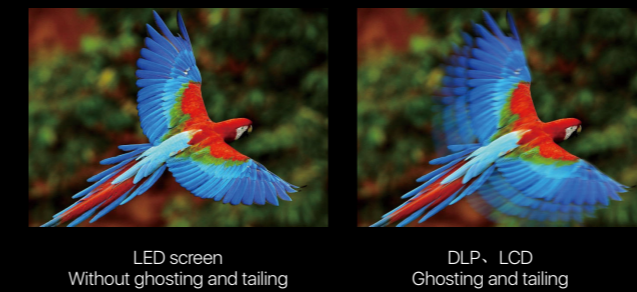 LED screen
Without ghosting and tailing
DLP、LCD
Ghosting and tailing